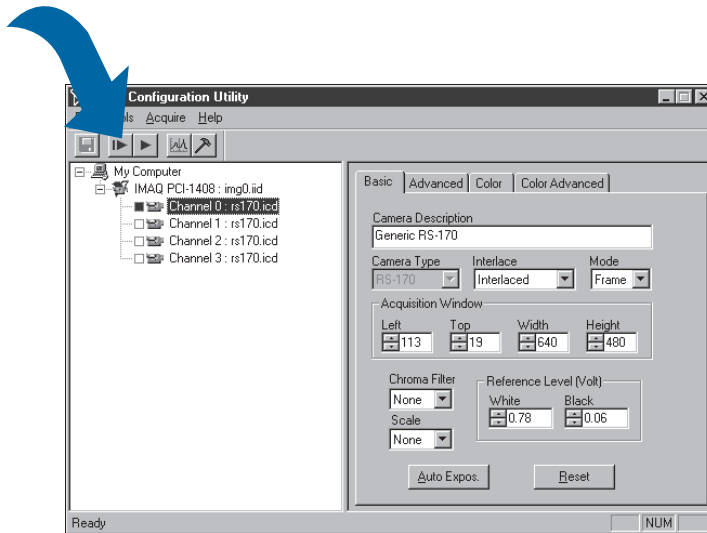 Configuration Utility
ls Acquire Help
My Computer
IMAQ PCI-1408 : img0.iid
Channel 0 : rs170.icd
Channel 1 : rs170.icd
Channel 2 : rs170.icd
Channel 3 : rs170.icd
Basic Advanced Color Color Advanced
Camera Description
Generic RS-170
Camera Type Interlace Mode
RS-170 Interlaced Frame
Acquisition Window
Left Top Width Height
113 19 640 480
Chroma Filter Reference Level (Volt)
None White Black
0.78 0.06
Scale
None
Auto Expos. Reset
Ready NUM